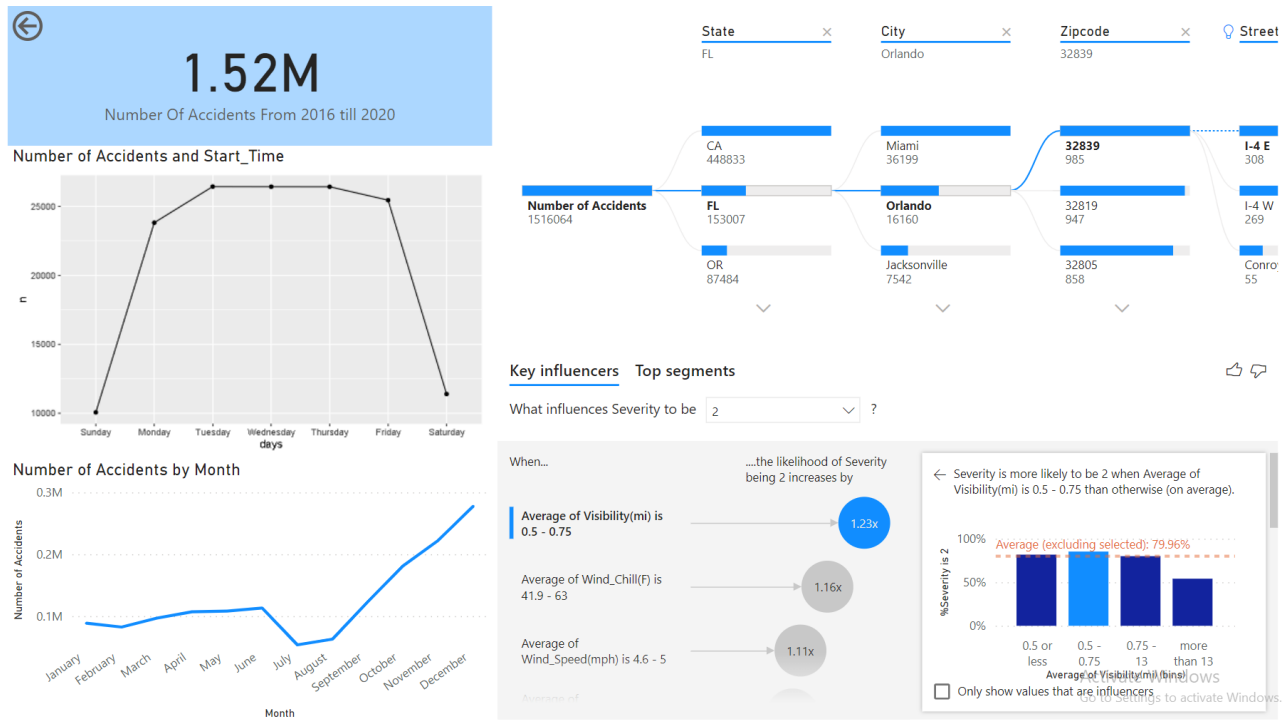 1.52M
Number Of Accidents From 2016 till 2020
Number of Accidents and Start_Time
25000
20000
15000
10000
n
Sunday Monday Tuesday Wednesday Thursday Friday Saturday
days
Number of Accidents by Month
0.3M
0.2M
0.1M
Number of Accidents
January February March April May June July August September October November December
Month
State City Zipcode Street
FL Orlando 32839
CA
448833
Miami
36199
32839
985
I-4 E
308
Number of Accidents
1516064
FL
153007
Orlando
16160
32819
947
I-4 W
269
OR
87484
Jacksonville
7542
32805
858
Conro
55
Key influencers Top segments
What influences Severity to be 2 ?
When...
....the likelihood of Severity
being 2 increases by
Average of Visibility(mi) is
0.5 - 0.75
1.23x
Average of Wind_Chill(F) is
41.9 - 63
1.16x
Average of
Wind_Speed(mph) is 4.6 - 5
1.11x
Average of
Severity is more likely to be 2 when Average of
Visibility(mi) is 0.5 - 0.75 than otherwise (on average).
100%
50%
0%
%Severity is 2
Average (excluding selected): 79.96%
0.5 or
less
0.5 -
0.75
0.75 -
13
more
than 13
Average of Visibility(mi) (bins)
Only show values that are influencers
Activate Windows
Go to Settings to activate Windows.